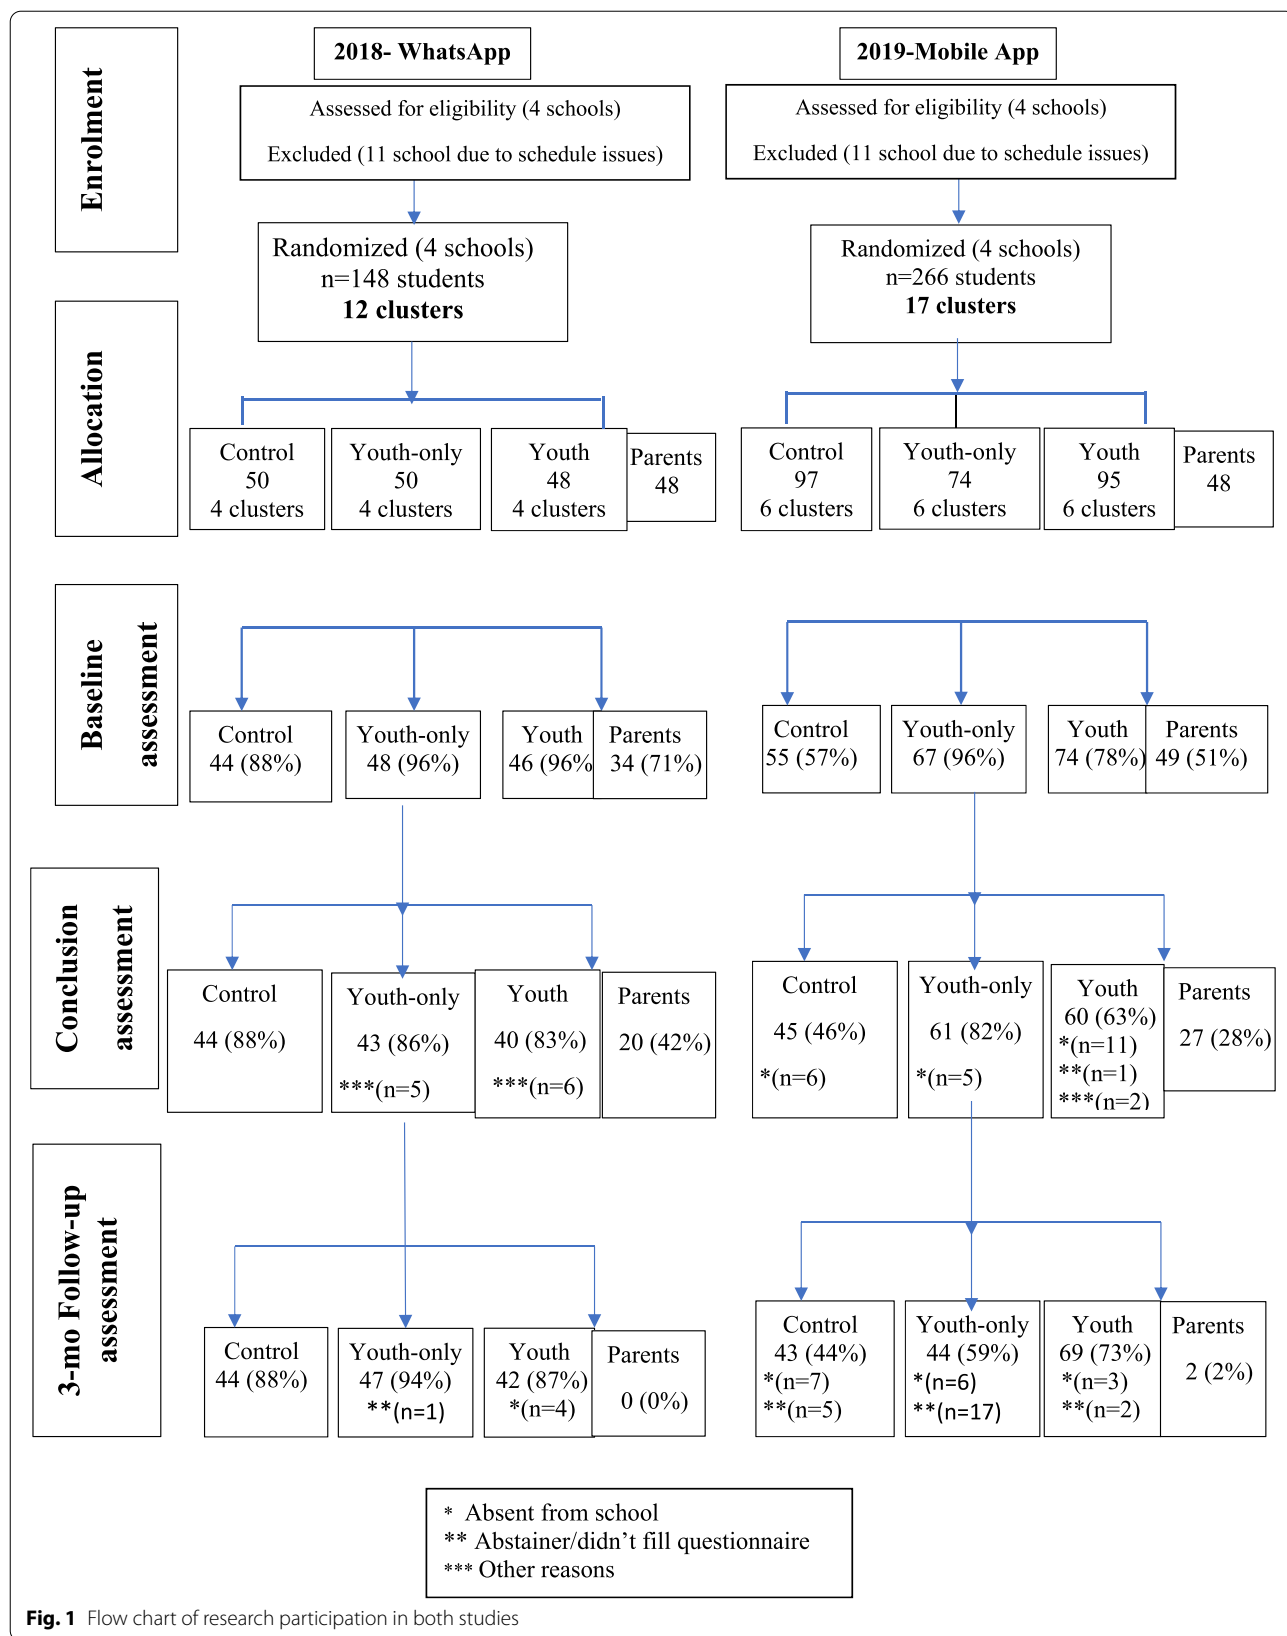 Enrolment
2018- WhatsApp
Assessed for eligibility (4 schools)
Excluded (11 school due to schedule issues)
Randomized (4 schools)
n=148 students
12 clusters
2019-Mobile App
Assessed for eligibility (4 schools)
Excluded (11 school due to schedule issues)
Randomized (4 schools)
n=266 students
17 clusters
Allocation
Control
50
4 clusters
Youth-only
50
4 clusters
Youth
48
4 clusters
Parents
48
Control
97
6 clusters
Youth-only
74
6 clusters
Youth
95
6 clusters
Parents
48
Baseline
assessment
Control
44 (88%)
Youth-only
48 (96%)
Youth
46 (96%
Parents
34 (71%)
Control
55 (57%)
Youth-only
67 (96%)
Youth
74 (78%)
Parents
49 (51%)
Conclusion
assessment
Control
44 (88%)
Youth-only
43 (86%)
***(n=5)
Youth
40 (83%)
***(n=6)
Parents
20 (42%)
Control
45 (46%)
*(n=6)
Youth-only
61 (82%)
*(n=5)
Youth
60 (63%)
*(n=11)
**(n=1)
***(n=2)
Parents
27 (28%)
3-mo Follow-up
assessment
Control
44 (88%)
Youth-only
47 (94%)
**(n=1)
Youth
42 (87%)
*(n=4)
Parents
0 (0%)
Control
43 (44%)
*(n=7)
**(n=5)
Youth-only
44 (59%)
*(n=6)
**(n=17)
Youth
69 (73%)
*(n=3)
**(n=2)
Parents
2 (2%)
* Absent from school
** Abstainer/didn't fill questionnaire
*** Other reasons
Fig. 1 Flow chart of research participation in both studies